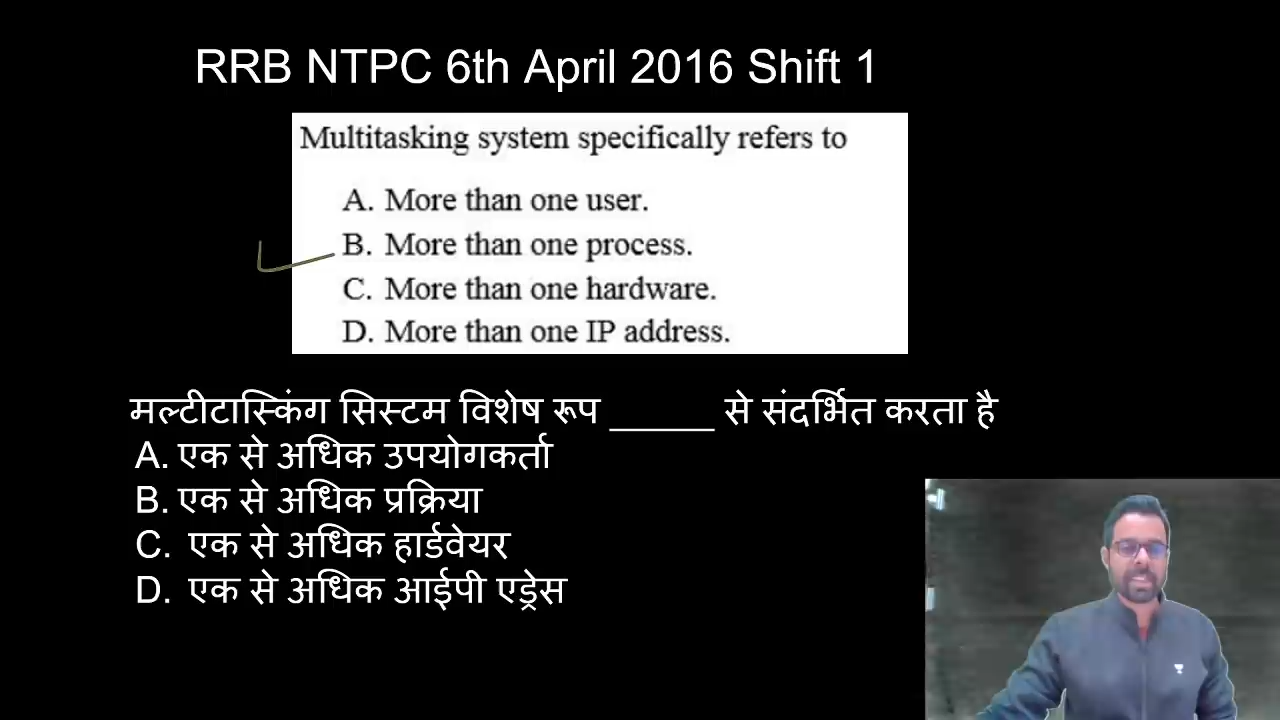 RRB NTPC 6th April 2016 Shift 1
Multitasking system specifically refers to
A. More than one user.
B. More than one process.
C. More than one hardware.
D. More than one IP address.
मल्टीटास्किंग सिस्टम विशेष रूप ______ से संदर्भित करता है
A. एक से अधिक उपयोगकर्ता
B. एक से अधिक प्रक्रिया
C. एक से अधिक हार्डवेयर
D. एक से अधिक आईपी एड्रेस